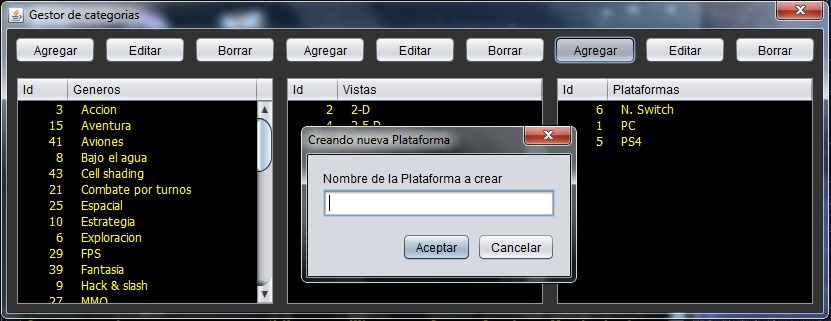 Gestor de categorias
Agregar Editar Borrar Agregar Editar Borrar Agregar Editar Borrar
Id Generos Id Vistas Id Plataformas
3 Accion 2 2-D 6 N. Switch
15 Aventura 1 PC
41 Aviones 5 PS4
8 Bajo el agua
43 Cell shading
21 Combate por turnos
25 Espacial
10 Estrategia
6 Exploracion
29 FPS
39 Fantasia
9 Hack & slash
27 MMO
Creando nueva Plataforma
Nombre de la Plataforma a crear
Aceptar Cancelar